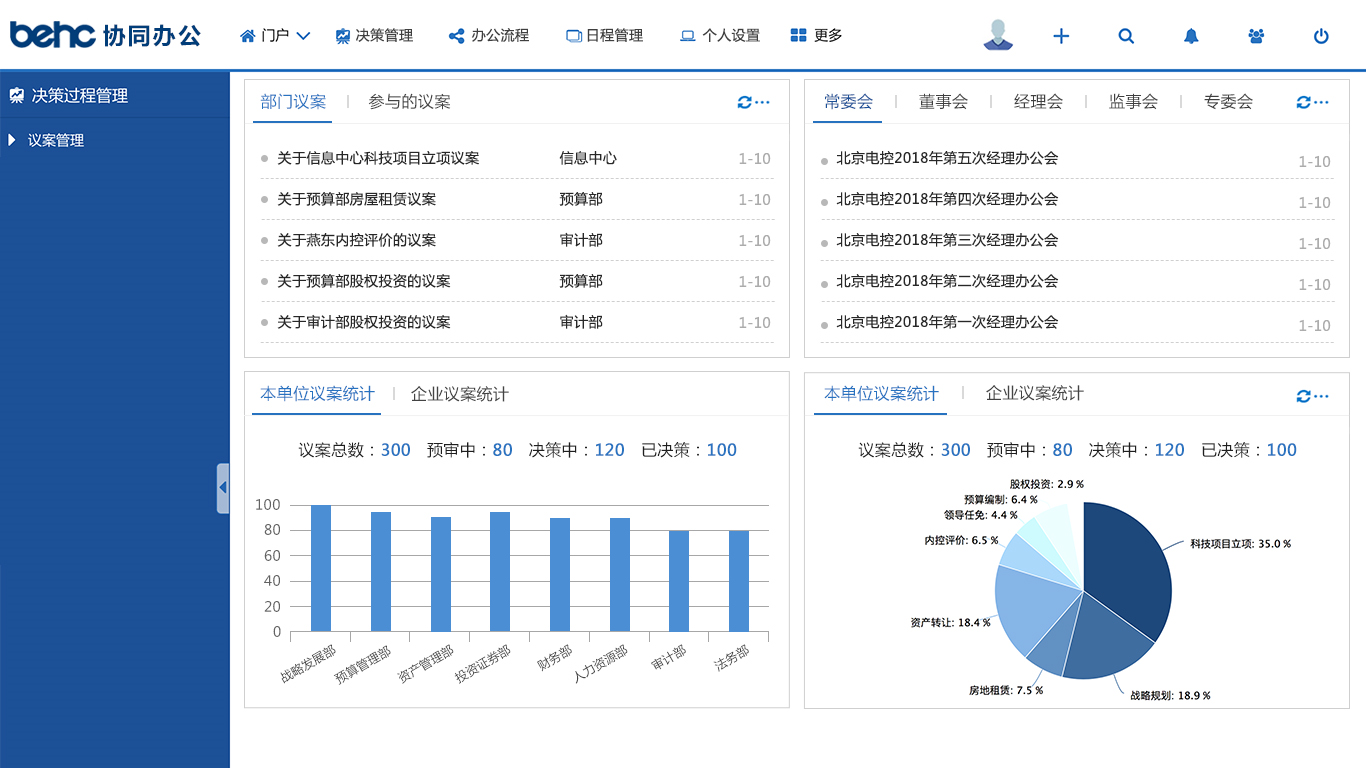 behc 协同办公 门户 决策管理 办公流程 日程管理 个人设置 更多
决策过程管理
议案管理
部门议案 参与的议案
关于信息中心科技项目立项议案 信息中心 1-10
关于预算部房屋租赁议案 预算部 1-10
关于燕东内控评价的议案 审计部 1-10
关于预算部股权投资的议案 预算部 1-10
关于审计部股权投资的议案 审计部 1-10
常委会 董事会 经理会 监事会 专委会
北京电控2018年第五次经理办公会 1-10
北京电控2018年第四次经理办公会 1-10
北京电控2018年第三次经理办公会 1-10
北京电控2018年第二次经理办公会 1-10
北京电控2018年第一次经理办公会 1-10
本单位议案统计 企业议案统计
议案总数：300 预审中：80 决策中：120 已决策：100
100
80
60
40
20
0
战略发展部 预算管理部 资产管理部 投资证券部 财务部 人力资源部 审计部 法务部
本单位议案统计 企业议案统计
议案总数：300 预审中：80 决策中：120 已决策：100
股权投资: 2.9 %
预算编制: 6.4 %
领导任免: 4.4 %
内控评价: 6.5 %
科技项目立项: 35.0 %
资产转让: 18.4 %
房地租赁: 7.5 %
战略规划: 18.9 %